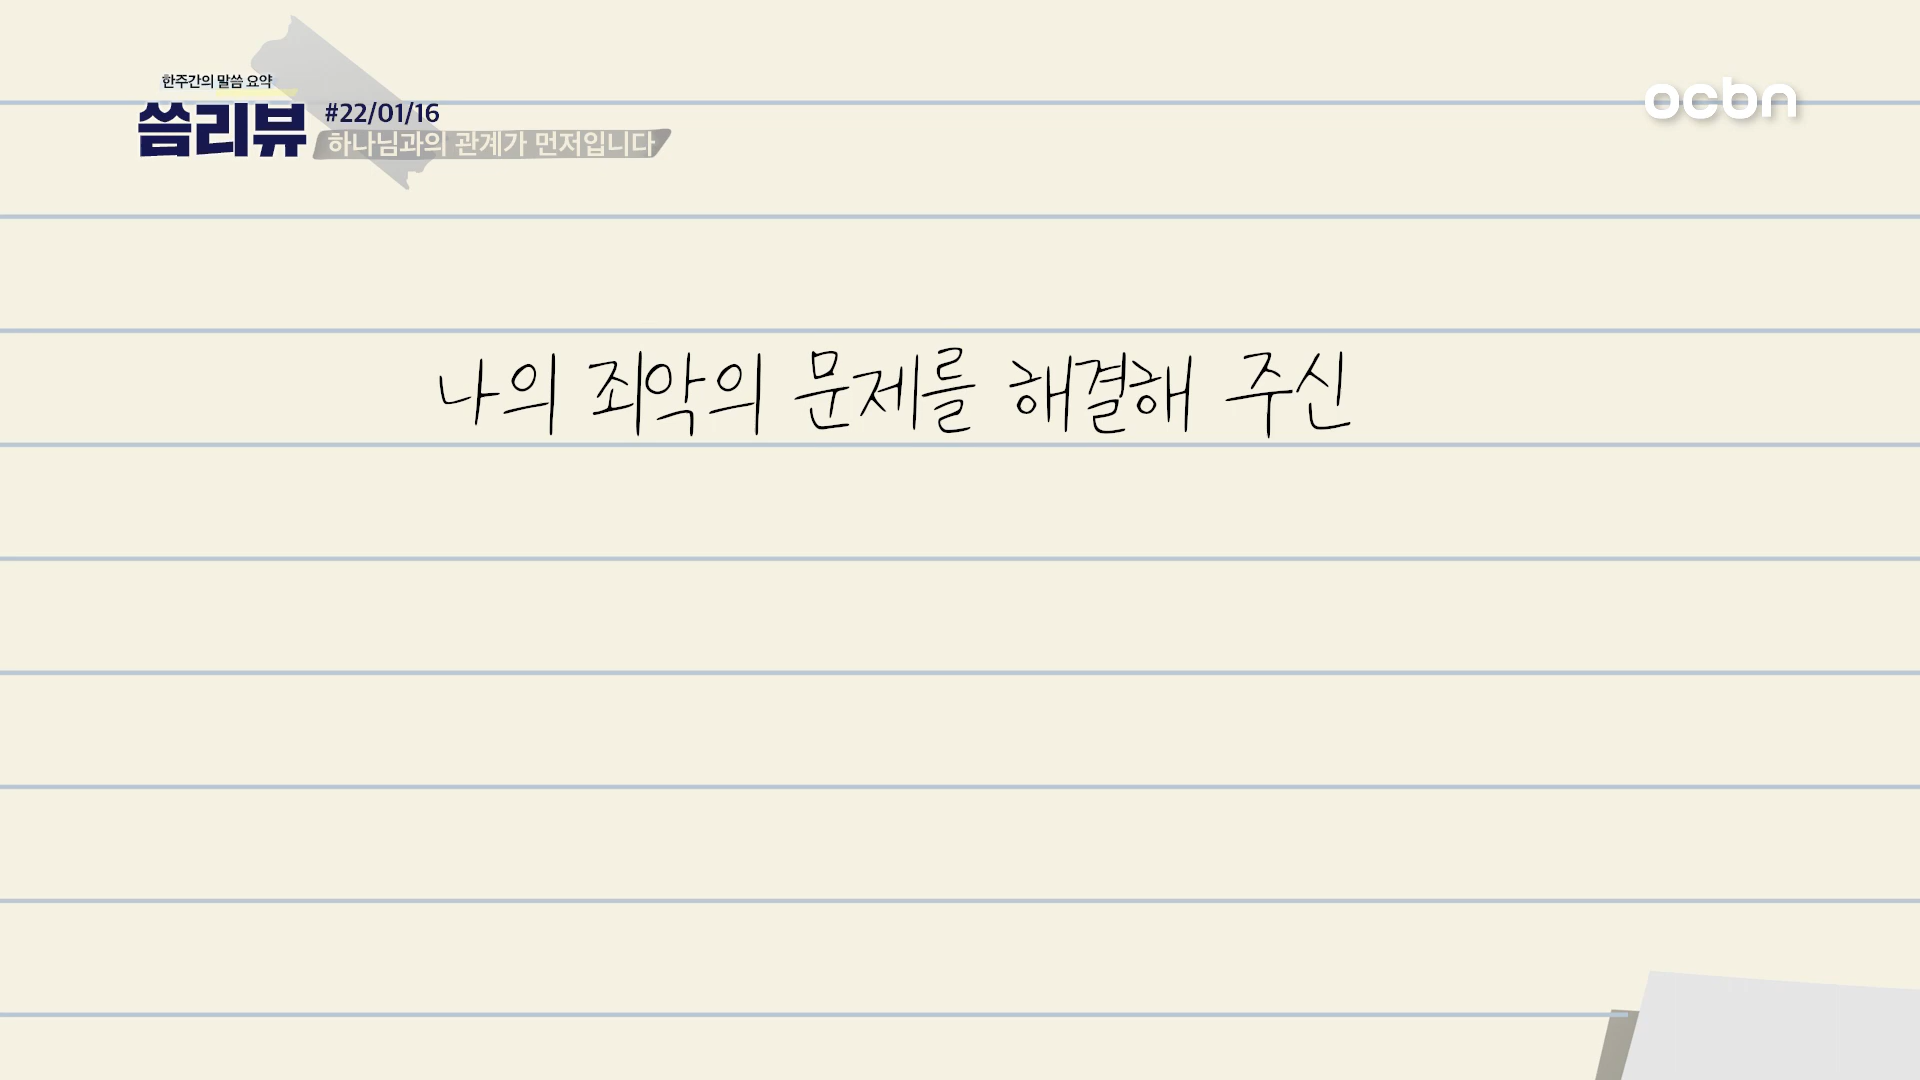 한주간의 말씀 요약
씀리뷰
#22/01/16
하나님과의 관계가 먼저입니다
ocbn
나의 죄악의 문제를 해결해 주신